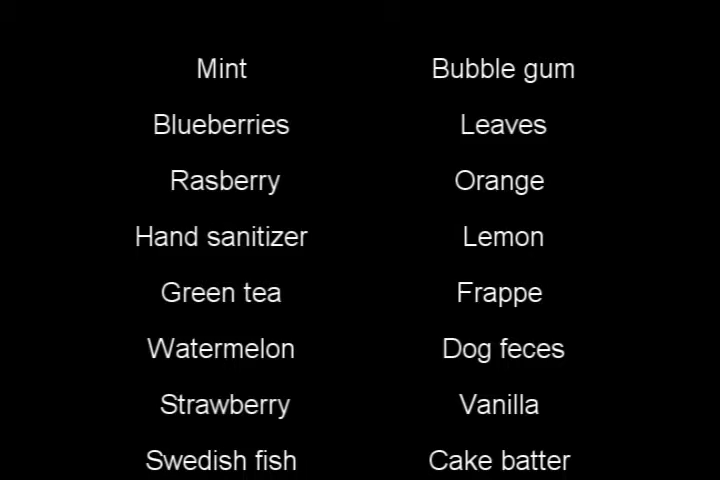 Mint Bubble gum
Blueberries Leaves
Rasberry Orange
Hand sanitizer Lemon
Green tea Frappe
Watermelon Dog feces
Strawberry Vanilla
Swedish fish Cake batter